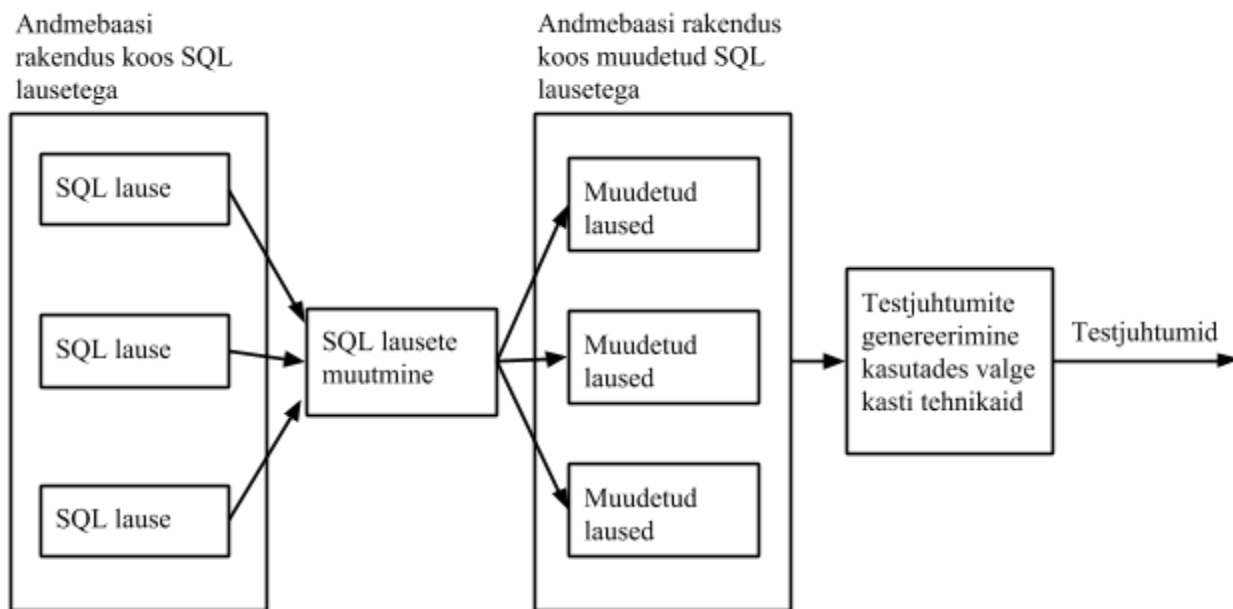 Andmebaasi
rakendus koos SQL
lausetega
SQL lause
SQL lause
SQL lause
SQL lausete
muutmine
Andmebaasi rakendus
koos muudetud SQL
lausetega
Muudetud
laused
Muudetud
laused
Muudetud
laused
Testjuhtumite
genereerimine
kasutades valge
kasti tehnikaid
Testjuhtumid